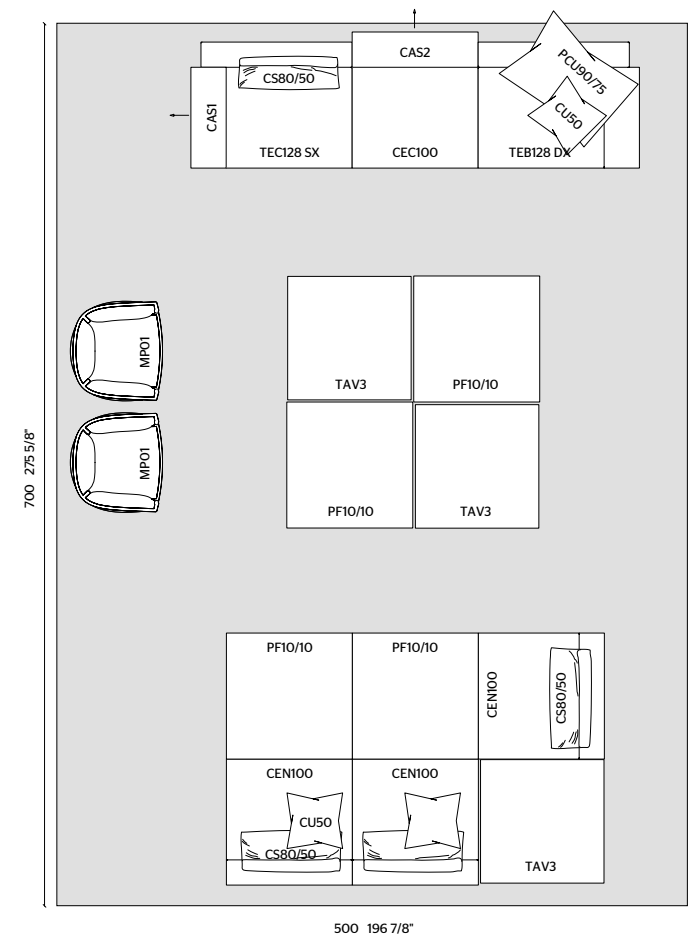 CAS2
CS80/50
PCU90/75
CAS1
CU50
TEC128 SX
CEC100
TEB128 DX
MP01
TAV3
PF10/10
MP01
700 275 5/8"
PF10/10
TAV3
PF10/10
PF10/10
CEN100
CS80/50
CEN100
CEN100
CU50
CS80/50
TAV3
500 196 7/8"